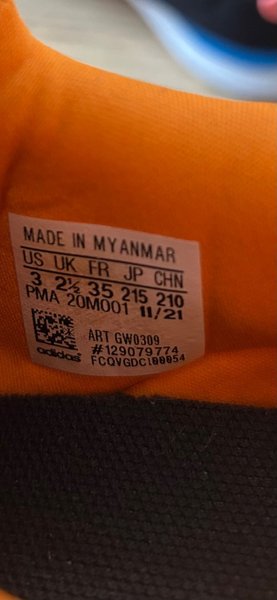 MADE IN MYANMAR
US UK FR JP CHN
3 2½ 35 215 210
PMA 20M001 11/21
ART GW0309
#129079774
adidas FCQVGDC100054